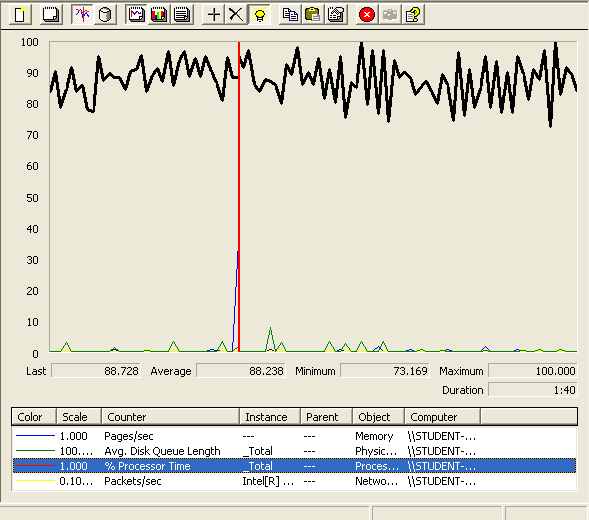 100
90
80
70
60
50
40
30
20
10
0
Last 88.728 Average 88.238 Minimum 73.169 Maximum 100.000
Duration 1:40
Color Scale Counter Instance Parent Object Computer
1.000 Pages/sec --- --- Memory \\STUDENT-...
100.... Avg. Disk Queue Length _Total --- Physic... \\STUDENT-...
1.000 % Processor Time _Total --- Proces... \\STUDENT-...
0.10... Packets/sec Intel[R] ... --- Netwo... \\STUDENT-...